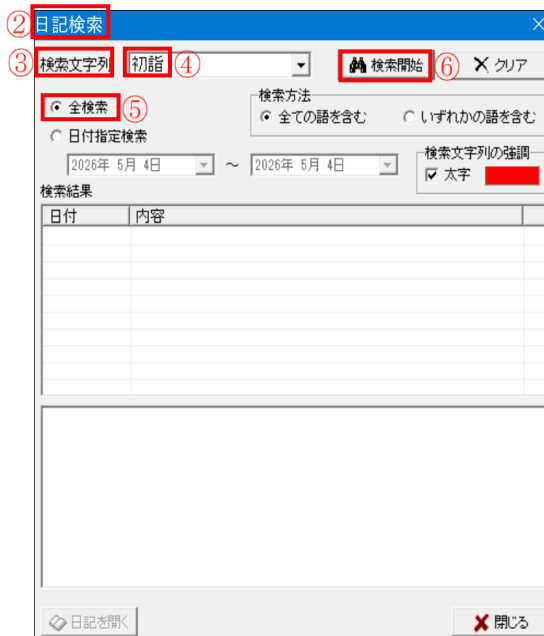 ② 日記検索
③ 検索文字列 初詣 ④ 検索開始 ⑥ クリア
全検索 ⑤
検索方法
全ての語を含む いずれかの語を含む
日付指定検索
2026年 5月 4日 ～ 2026年 5月 4日
検索文字列の強調
太字
検索結果
日付 内容
日記を開く 閉じる